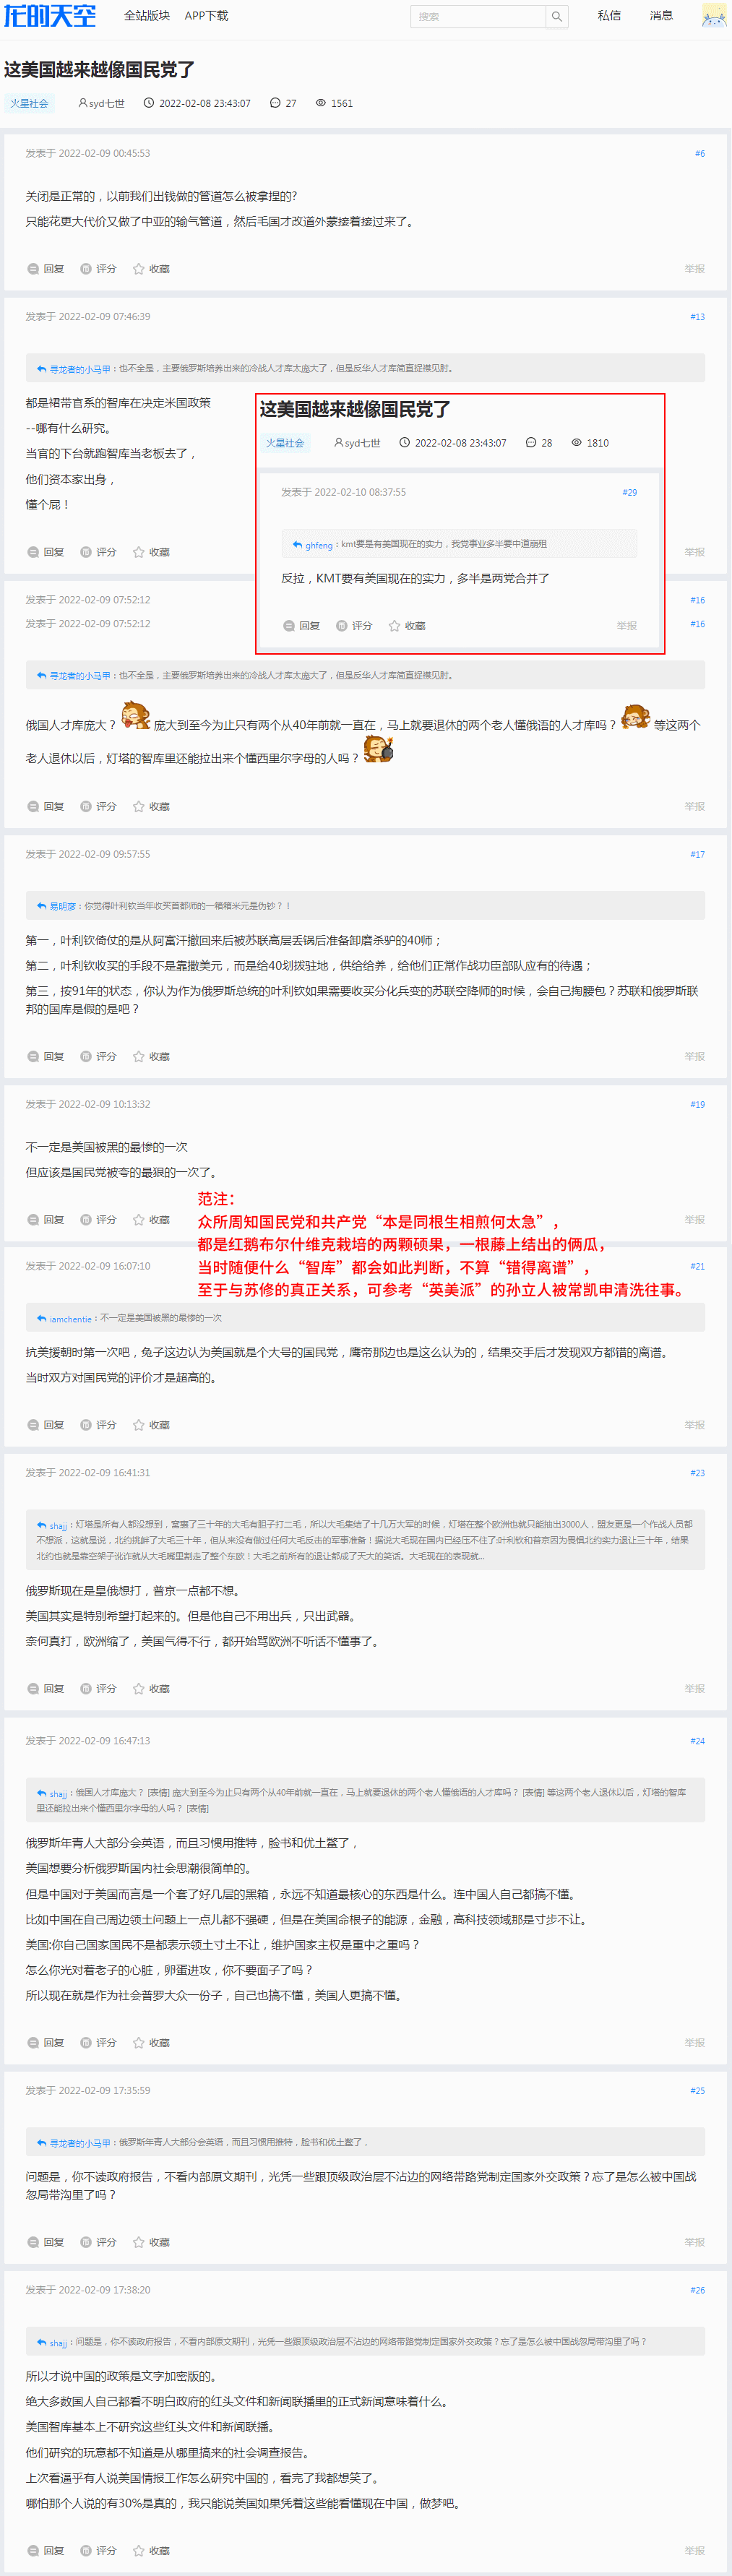 龙的天空 全站版块 APP下载 搜索 私信 消息
这美国越来越像国民党了
火星社会 syd七世 2022-02-08 23:43:07 27 1561
发表于 2022-02-09 00:45:53 #6
关闭是正常的，以前我们出钱做的管道怎么被拿捏的?
只能花更大代价又做了中亚的输气管道，然后毛国才改道外蒙接着接过来了。
回复 评分 收藏 举报
发表于 2022-02-09 07:46:39 #13
寻龙者的小马甲：也不全是，主要俄罗斯培养出来的冷战人才库太庞大了，但是反华人才库简直捉襟见肘。
都是裙带官系的智库在决定米国政策
--哪有什么研究。
当官的下台就跑智库当老板去了，
他们资本家出身，
懂个屁！
回复 评分 收藏 举报
这美国越来越像国民党了
火星社会 syd七世 2022-02-08 23:43:07 28 1810
发表于 2022-02-10 08:37:55 #29
ghfeng：kmt要是有美国现在的实力，我党事业多半要中道崩殂
反拉，KMT要有美国现在的实力，多半是两党合并了
回复 评分 收藏 举报
发表于 2022-02-09 07:52:12 #16
发表于 2022-02-09 07:52:12 #16
寻龙者的小马甲：也不全是，主要俄罗斯培养出来的冷战人才库太庞大了，但是反华人才库简直捉襟见肘。
俄国人才库庞大？ 庞大到至今为止只有两个从40年前就一直在，马上就要退休的两个老人懂俄语的人才库吗？ 等这两个
老人退休以后，灯塔的智库里还能拉出来个懂西里尔字母的人吗？
回复 评分 收藏 举报
发表于 2022-02-09 09:57:55 #17
易明彦：你觉得叶利钦当年收买首都师的一箱箱米元是伪钞？！
第一，叶利钦倚仗的是从阿富汗撤回来后被苏联高层丢锅后准备卸磨杀驴的40师；
第二，叶利钦收买的手段不是靠撒美元，而是给40划拨驻地，供给给养，给他们正常作战功臣部队应有的待遇；
第三，按91年的状态，你认为作为俄罗斯总统的叶利钦如果需要收买分化兵变的苏联空降师的时候，会自己掏腰包？苏联和俄罗斯联
邦的国库是假的是吧？
回复 评分 收藏 举报
发表于 2022-02-09 10:13:32 #19
不一定是美国被黑的最惨的一次
但应该是国民党被夸的最狠的一次了。
回复 评分 收藏
范注：
众所周知国民党和共产党“本是同根生相煎何太急”，
都是红鹅布尔什维克栽培的两颗硕果，一根藤上结出的俩瓜，
当时随便什么“智库”都会如此判断，不算“错得离谱”，
至于与苏修的真正关系，可参考“英美派”的孙立人被常凯申清洗往事。
举报
发表于 2022-02-09 16:07:10 #21
iamchentie：不一定是美国被黑的最惨的一次
抗美援朝时第一次吧，兔子这边认为美国就是个大号的国民党，鹰帝那边也是这么认为的，结果交手后才发现双方都错的离谱。
当时双方对国民党的评价才是超高的。
回复 评分 收藏 举报
发表于 2022-02-09 16:41:31 #23
shajj：灯塔是所有人都没想到，窝囊了三十年的大毛有胆子打二毛，所以大毛集结了十几万大军的时候，灯塔在整个欧洲也就只能抽出3000人，盟友更是一个作战人员都
不想派，这就是说，北约挑衅了大毛三十年，但从来没有做过任何大毛反击的军事准备！据说大毛现在国内已经压不住了:叶利钦和普京因为畏惧北约实力退让三十年，结果
北约也就是靠空架子讹诈就从大毛嘴里割走了整个东欧！大毛之前所有的退让都成了天大的笑话。大毛现在的表现就...
俄罗斯现在是皇俄想打，普京一点都不想。
美国其实是特别希望打起来的。但是他自己不用出兵，只出武器。
奈何真打，欧洲缩了，美国气得不行，都开始骂欧洲不听话不懂事了。
回复 评分 收藏 举报
发表于 2022-02-09 16:47:13 #24
shajj：俄国人才库庞大？ [表情] 庞大到至今为止只有两个从40年前就一直在，马上就要退休的两个老人懂俄语的人才库吗？ [表情] 等这两个老人退休以后，灯塔的智库
里还能拉出来个懂西里尔字母的人吗？ [表情]
俄罗斯年青人大部分会英语，而且习惯用推特，脸书和优土鳖了，
美国想要分析俄罗斯国内社会思潮很简单的。
但是中国对于美国而言是一个套了好几层的黑箱，永远不知道最核心的东西是什么。连中国人自己都搞不懂。
比如中国在自己周边领土问题上一点儿都不强硬，但是在美国命根子的能源，金融，高科技领域那是寸步不让。
美国:你自己国家国民不是都表示领土寸土不让，维护国家主权是重中之重吗？
怎么你光对着老子的心脏，卵蛋进攻，你不要面子了吗？
所以现在就是作为社会普罗大众一份子，自己也搞不懂，美国人更搞不懂。
回复 评分 收藏 举报
发表于 2022-02-09 17:35:59 #25
寻龙者的小马甲：俄罗斯年青人大部分会英语，而且习惯用推特，脸书和优土鳖了，
问题是，你不读政府报告，不看内部原文期刊，光凭一些跟顶级政治层不沾边的网络带路党制定国家外交政策？忘了是怎么被中国战
忽局带沟里了吗？
回复 评分 收藏 举报
发表于 2022-02-09 17:38:20 #26
shajj：问题是，你不读政府报告，不看内部原文期刊，光凭一些跟顶级政治层不沾边的网络带路党制定国家外交政策？忘了是怎么被中国战忽局带沟里了吗？
所以才说中国的政策是文字加密版的。
绝大多数国人自己都看不明白政府的红头文件和新闻联播里的正式新闻意味着什么。
美国智库基本上不研究这些红头文件和新闻联播。
他们研究的玩意都不知道是从哪里搞来的社会调查报告。
上次看逼乎有人说美国情报工作怎么研究中国的，看完了我都想笑了。
哪怕那个人说的有30%是真的，我只能说美国如果凭着这些能看懂现在中国，做梦吧。
回复 评分 收藏 举报